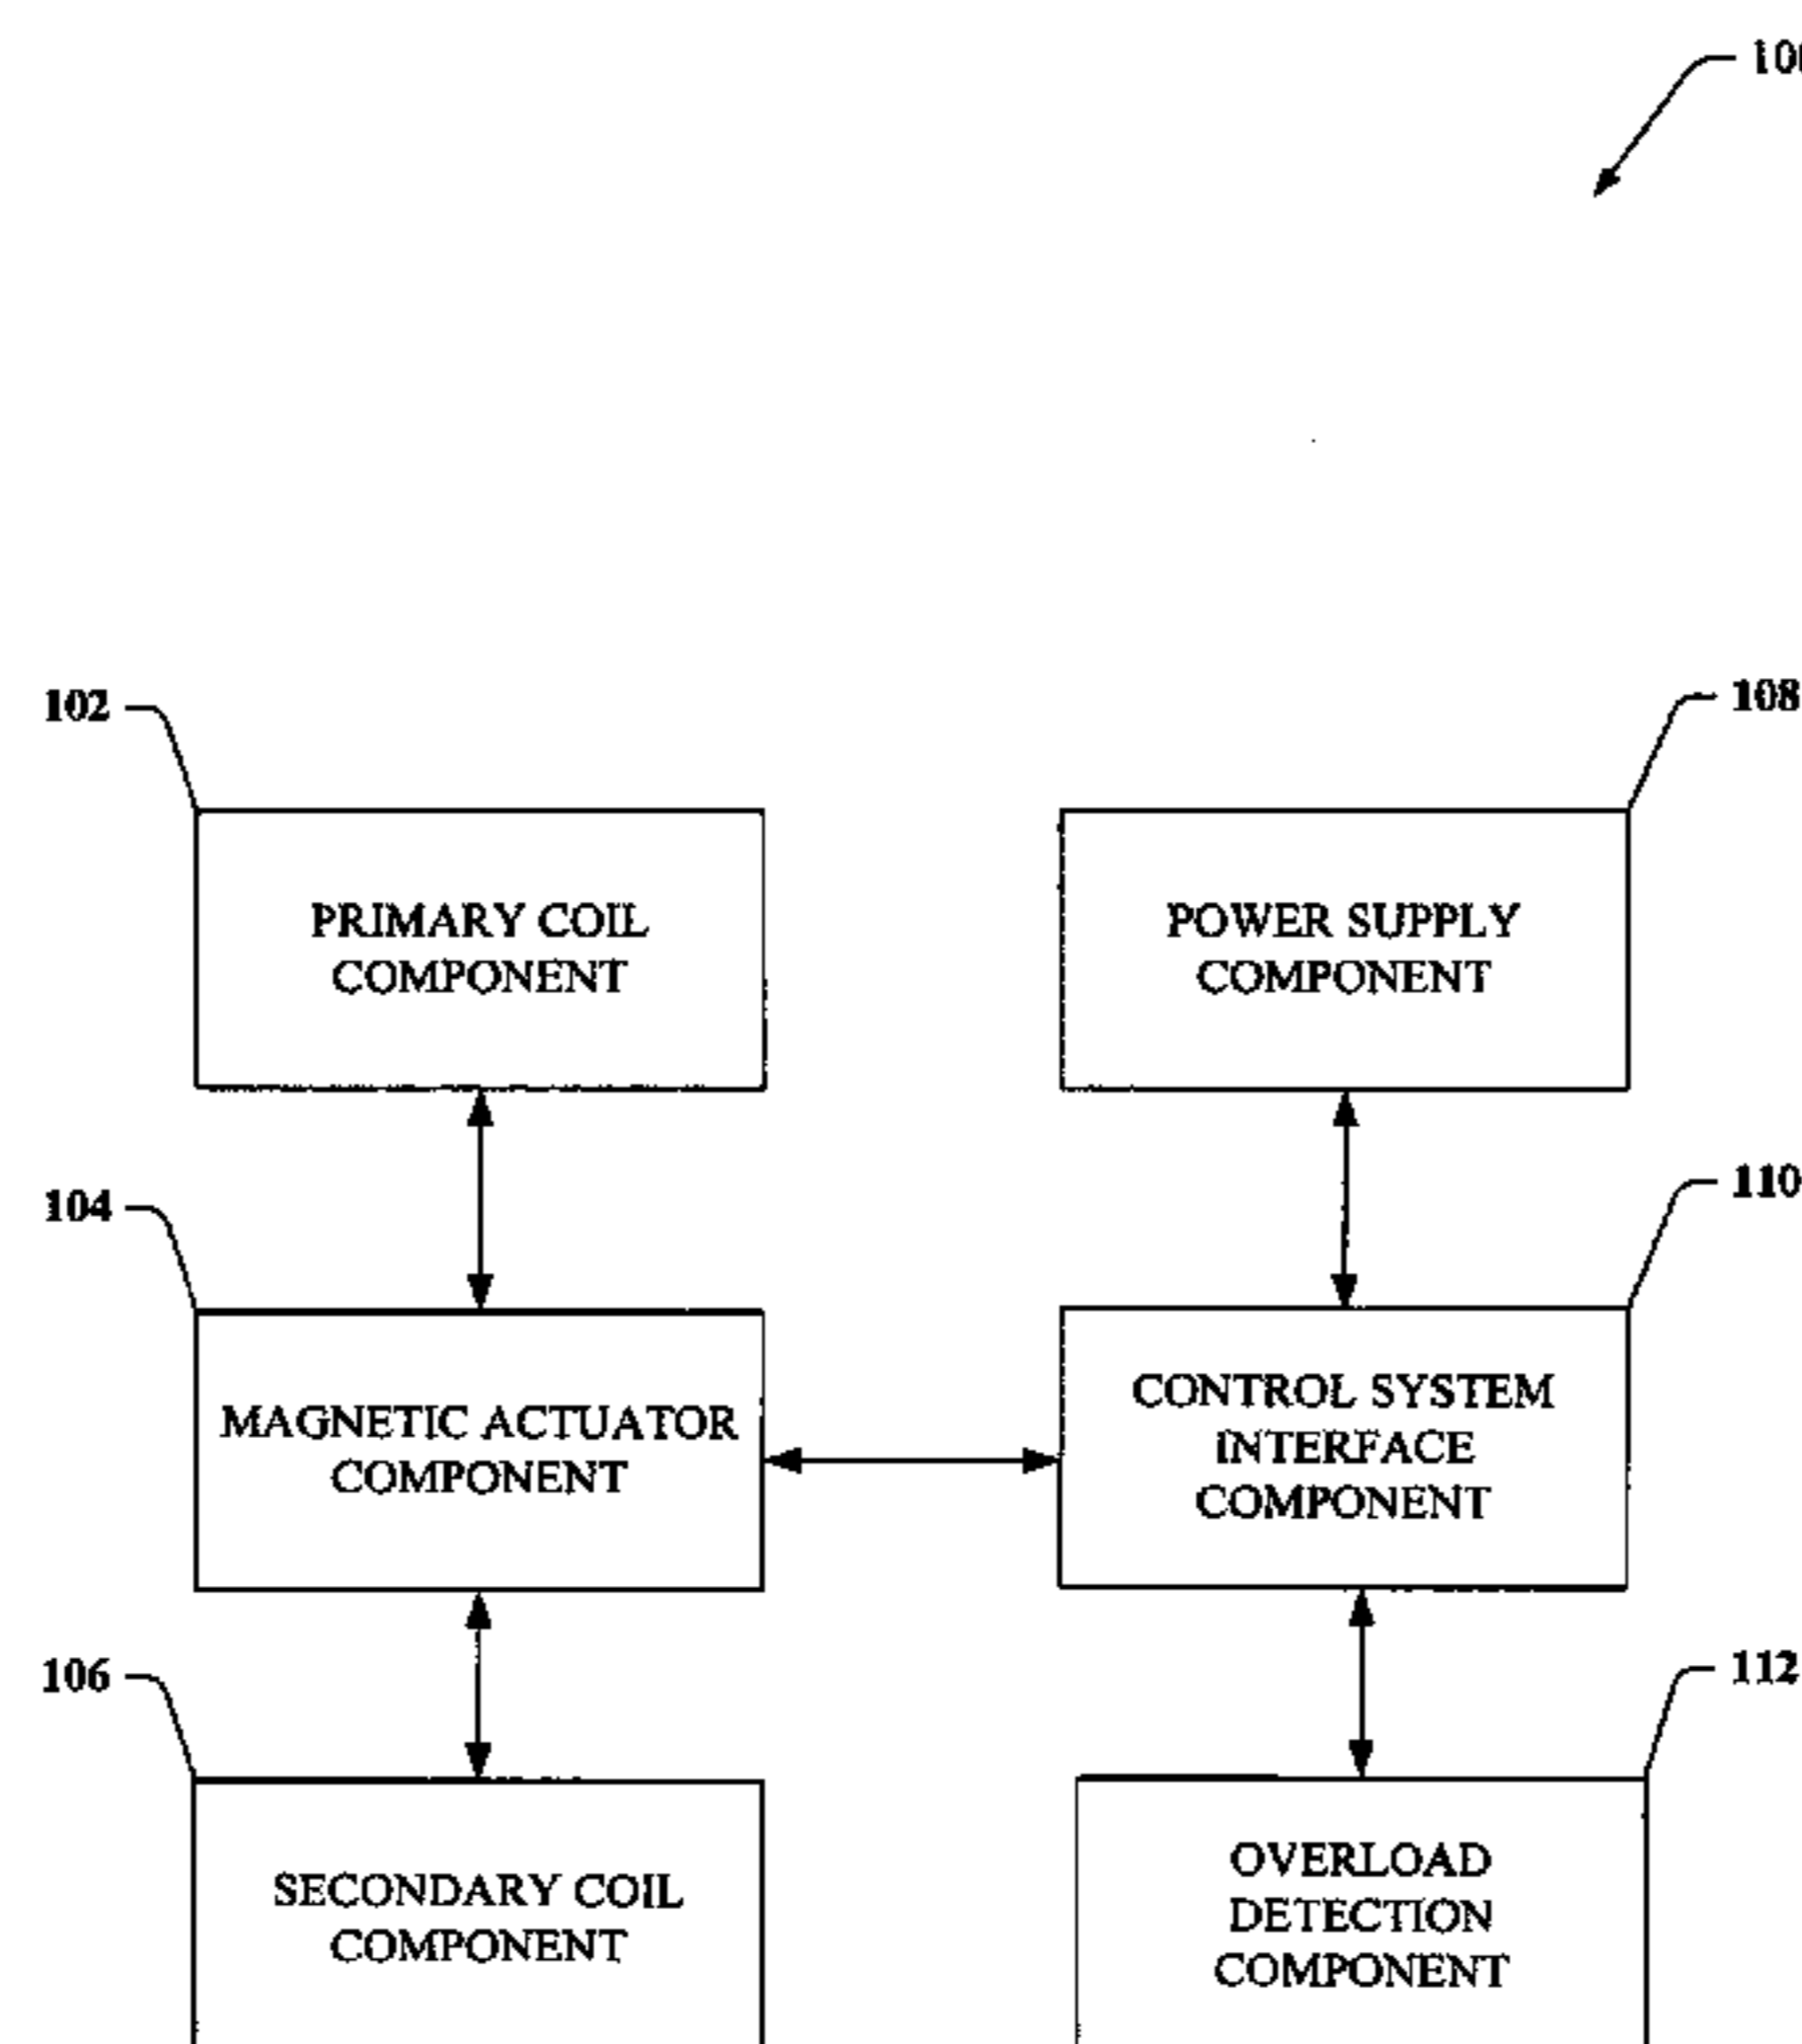 102
PRIMARY COIL
COMPONENT
108
POWER SUPPLY
COMPONENT
104
MAGNETIC ACTUATOR
COMPONENT
110
CONTROL SYSTEM
INTERFACE
COMPONENT
106
SECONDARY COIL
COMPONENT
112
OVERLOAD
DETECTION
COMPONENT